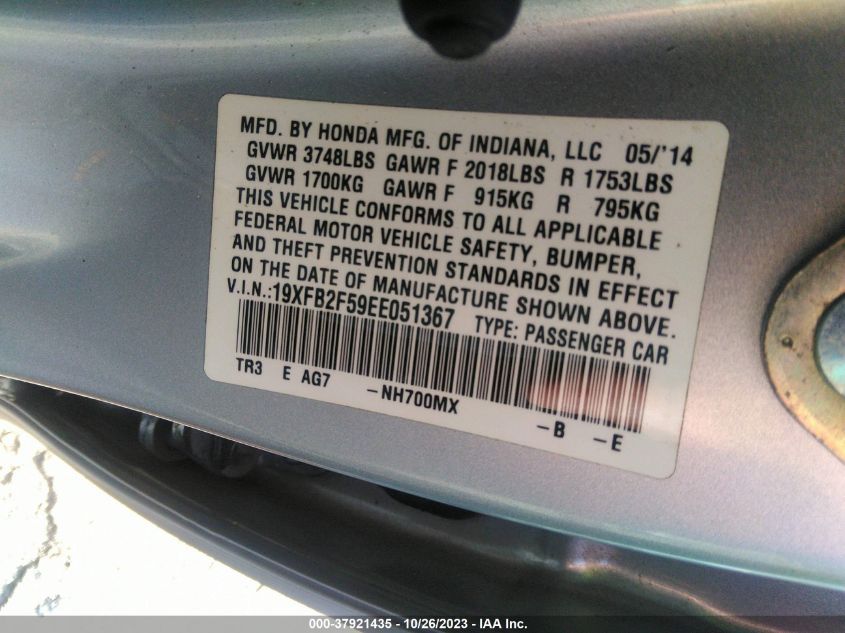 MFD. BY HONDA MFG. OF INDIANA, LLC 05/'14
GVWR 3748LBS GAWR F 2018LBS R 1753LBS
GVWR 1700KG GAWR F 915KG R 795KG
THIS VEHICLE CONFORMS TO ALL APPLICABLE
FEDERAL MOTOR VEHICLE SAFETY, BUMPER,
AND THEFT PREVENTION STANDARDS IN EFFECT
ON THE DATE OF MANUFACTURE SHOWN ABOVE.
V.I.N.:19XFB2F59EE051367 TYPE: PASSENGER CAR
TR3 E AG7 -NH700MX -B -E
000-37921435 - 10/26/2023 - IAA Inc.